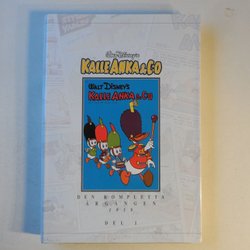 Walt Disney's
KALLE ANKA & C:O
WALT DISNEY'S
KALLE ANKA & C:O
DEN KOMPLETTA
ÅRGÅNGEN
DEL 1